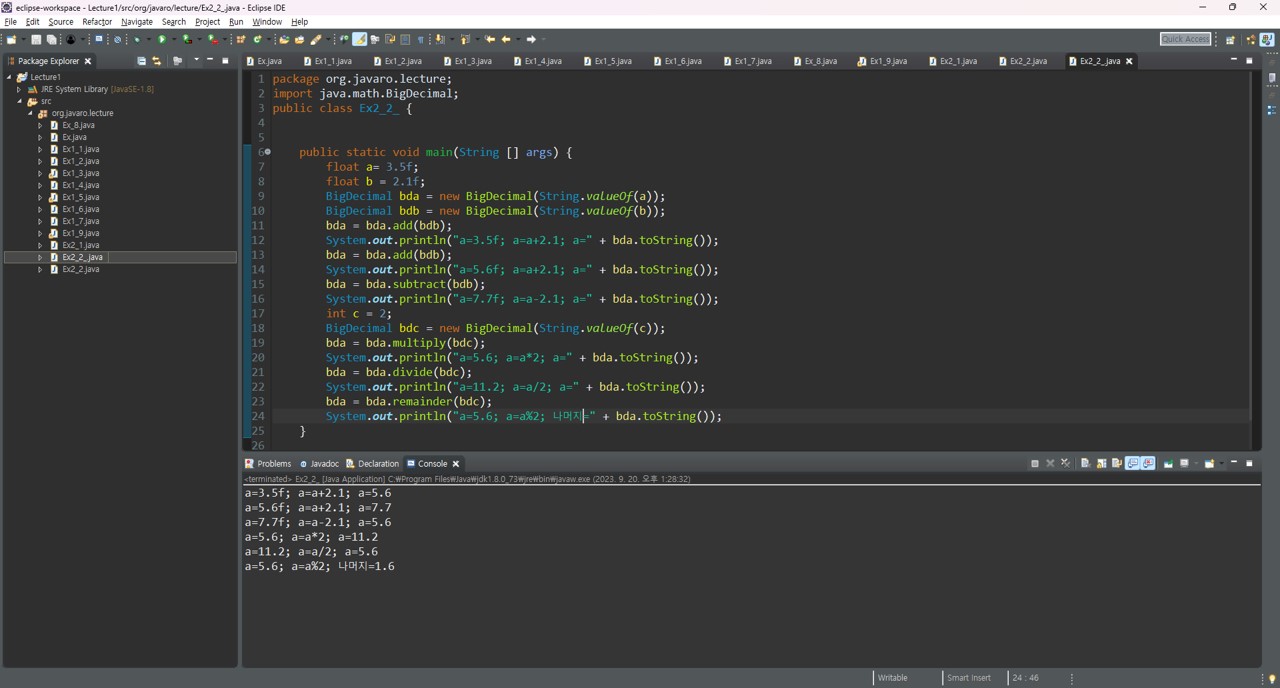 eclipse-workspace - Lecture1/src/org/javaro/lecture/Ex2_2_.java - Eclipse IDE
File Edit Source Refactor Navigate Search Project Run Window Help
Quick Access
Package Explorer
Ex.java Ex1_1.java Ex1_2.java Ex1_3.java Ex1_4.java Ex1_5.java Ex1_6.java Ex1_7.java Ex_8.java Ex1_9.java Ex2_1.java Ex2_2.java Ex2_2_.java
Lecture1
JRE System Library [JavaSE-1.8]
src
org.javaro.lecture
Ex_8.java
Ex.java
Ex1_1.java
Ex1_2.java
Ex1_3.java
Ex1_4.java
Ex1_5.java
Ex1_6.java
Ex1_7.java
Ex1_9.java
Ex2_1.java
Ex2_2_.java
Ex2_2.java
1 package org.javaro.lecture;
2 import java.math.BigDecimal;
3 public class Ex2_2_ {
4
5
6 public static void main(String [] args) {
7 float a= 3.5f;
8 float b = 2.1f;
9 BigDecimal bda = new BigDecimal(String.valueOf(a));
10 BigDecimal bdb = new BigDecimal(String.valueOf(b));
11 bda = bda.add(bdb);
12 System.out.println("a=3.5f; a=a+2.1; a=" + bda.toString());
13 bda = bda.add(bdb);
14 System.out.println("a=5.6f; a=a+2.1; a=" + bda.toString());
15 bda = bda.subtract(bdb);
16 System.out.println("a=7.7f; a=a-2.1; a=" + bda.toString());
17 int c = 2;
18 BigDecimal bdc = new BigDecimal(String.valueOf(c));
19 bda = bda.multiply(bdc);
20 System.out.println("a=5.6; a=a*2; a=" + bda.toString());
21 bda = bda.divide(bdc);
22 System.out.println("a=11.2; a=a/2; a=" + bda.toString());
23 bda = bda.remainder(bdc);
24 System.out.println("a=5.6; a=a%2; 나머지=" + bda.toString());
25 }
26
Problems Javadoc Declaration Console
<terminated> Ex2_2_ [Java Application] C:₩Program Files₩Java₩jdk1.8.0_73₩jre₩bin₩javaw.exe (2023. 9. 20. 오후 1:28:32)
a=3.5f; a=a+2.1; a=5.6
a=5.6f; a=a+2.1; a=7.7
a=7.7f; a=a-2.1; a=5.6
a=5.6; a=a*2; a=11.2
a=11.2; a=a/2; a=5.6
a=5.6; a=a%2; 나머지=1.6
Writable Smart Insert 24 : 46